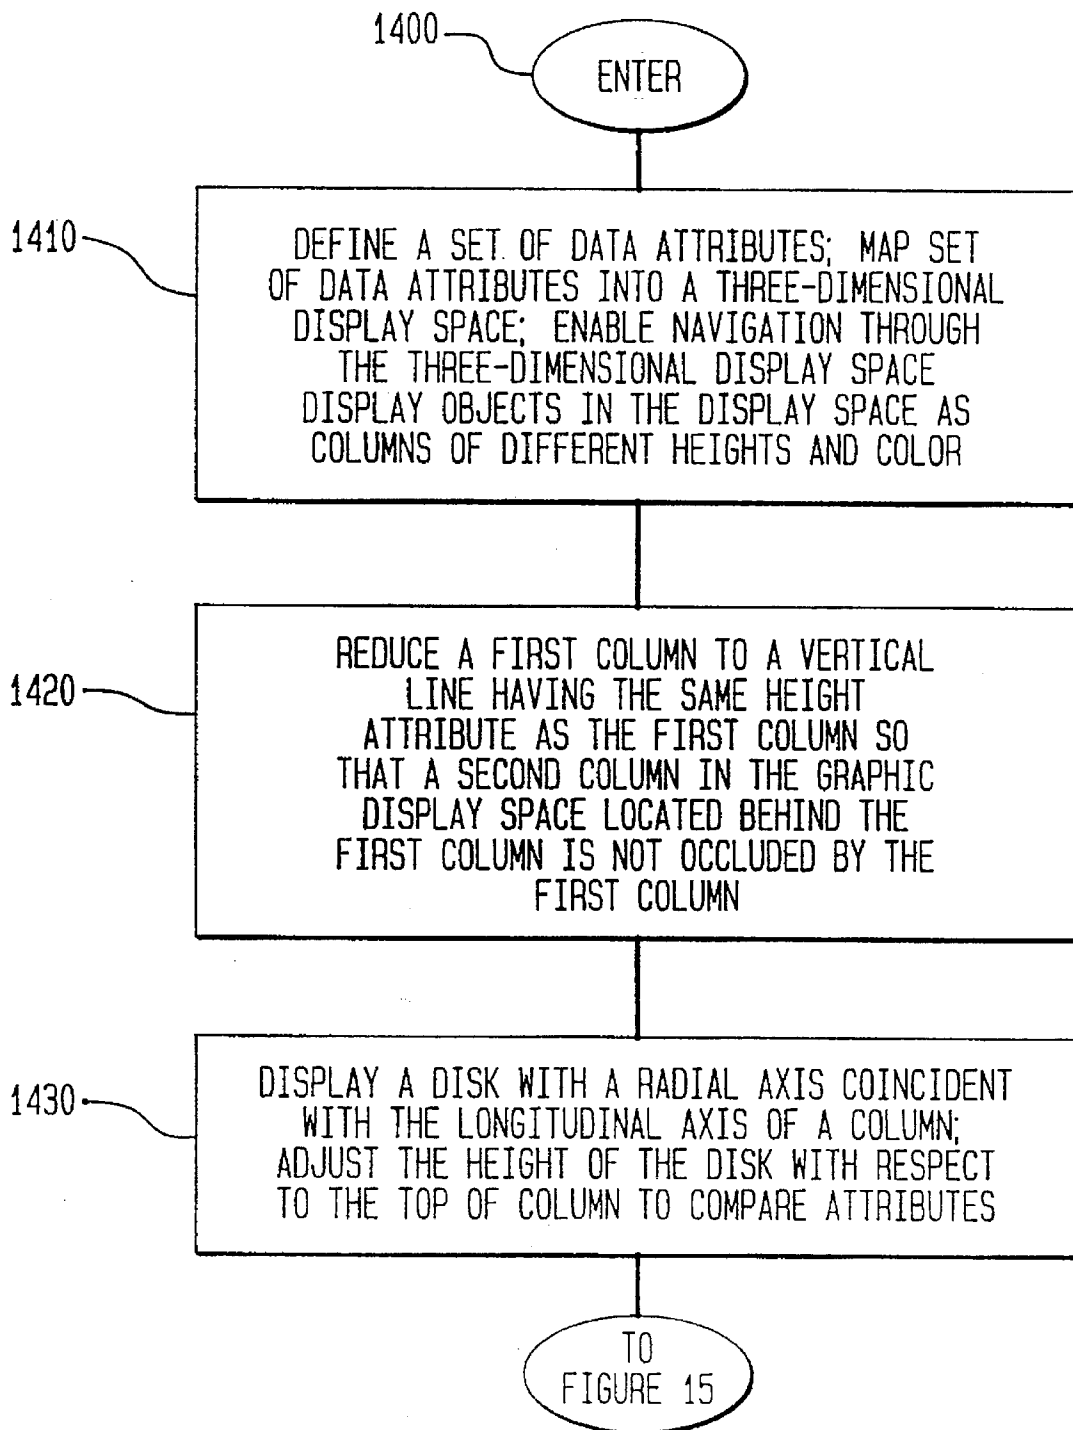 1400
ENTER
1410
DEFINE A SET OF DATA ATTRIBUTES; MAP SET
OF DATA ATTRIBUTES INTO A THREE-DIMENSIONAL
DISPLAY SPACE; ENABLE NAVIGATION THROUGH
THE THREE-DIMENSIONAL DISPLAY SPACE
DISPLAY OBJECTS IN THE DISPLAY SPACE AS
COLUMNS OF DIFFERENT HEIGHTS AND COLOR
1420
REDUCE A FIRST COLUMN TO A VERTICAL
LINE HAVING THE SAME HEIGHT
ATTRIBUTE AS THE FIRST COLUMN SO
THAT A SECOND COLUMN IN THE GRAPHIC
DISPLAY SPACE LOCATED BEHIND THE
FIRST COLUMN IS NOT OCCLUDED BY THE
FIRST COLUMN
1430
DISPLAY A DISK WITH A RADIAL AXIS COINCIDENT
WITH THE LONGITUDINAL AXIS OF A COLUMN;
ADJUST THE HEIGHT OF THE DISK WITH RESPECT
TO THE TOP OF COLUMN TO COMPARE ATTRIBUTES
TO
FIGURE 15